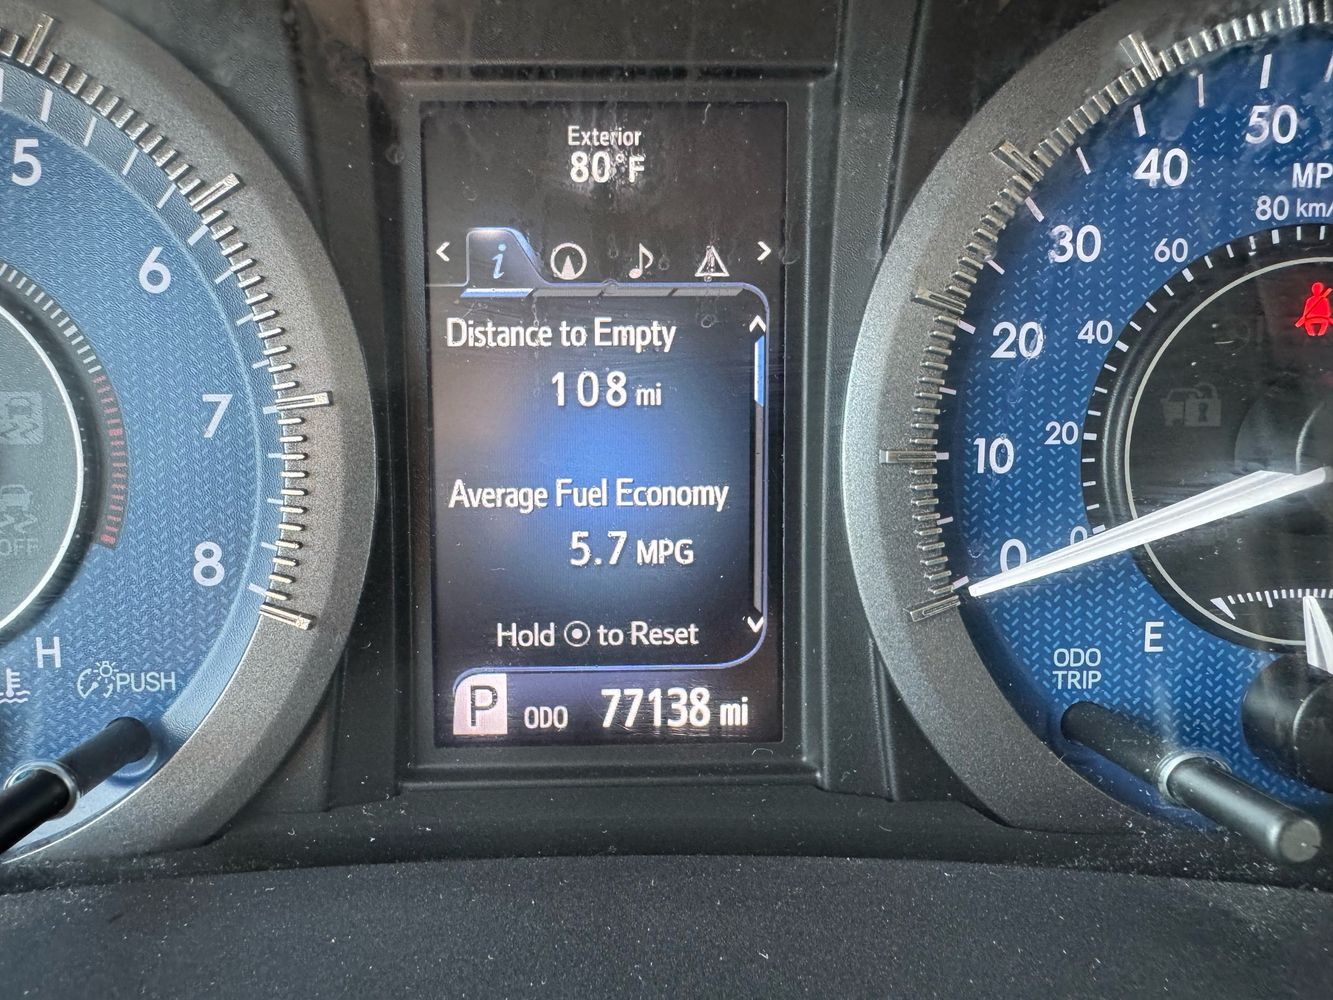 Exterior
80°F
i
Distance to Empty
108 mi
Average Fuel Economy
5.7 MPG
Hold ⦿ to Reset
P ODO 77138 mi
5
6
7
8
H
PUSH
OFF
50
40
30
20
10
0
MP
80 km/
60
40
20
0
E
ODO
TRIP